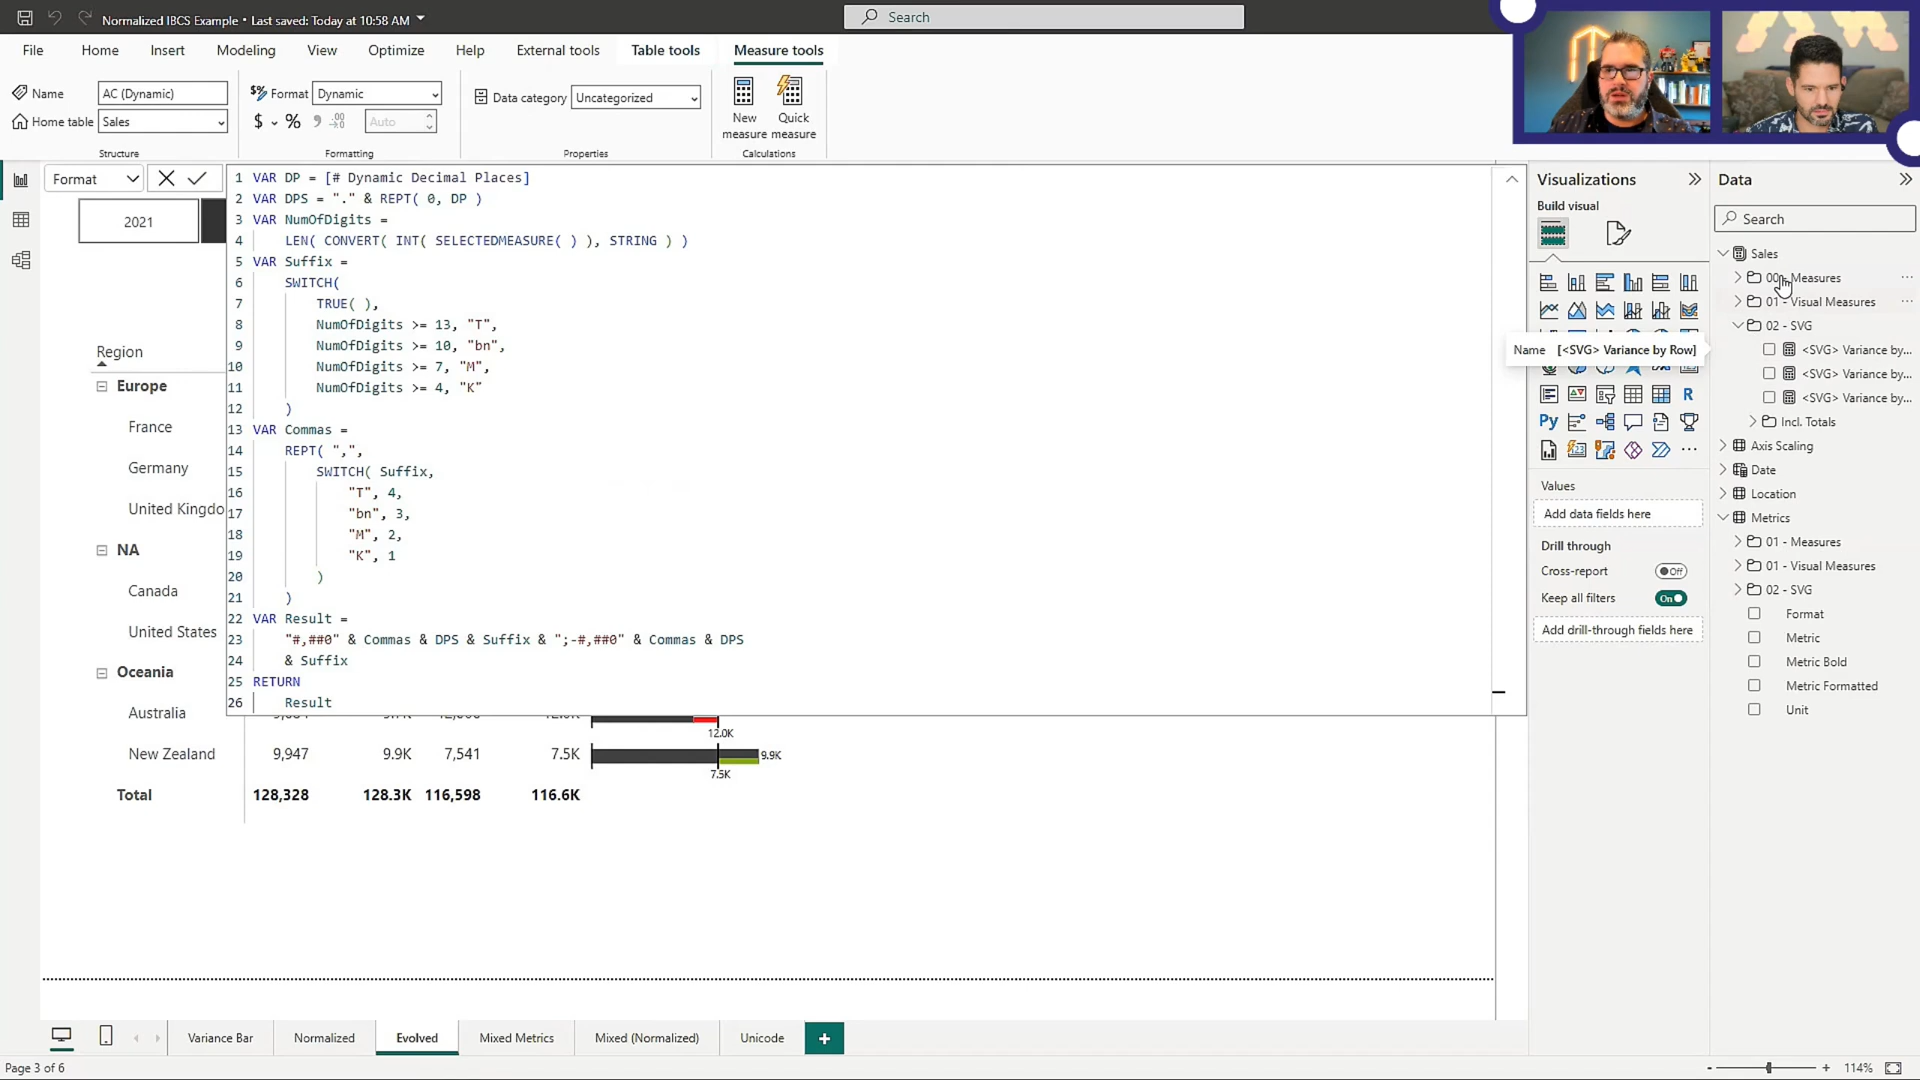 Normalized IBCS Example • Last saved: Today at 10:58 AM
Search
File
Home
Insert
Modeling
View
Optimize
Help
External tools
Table tools
Measure tools
Name
AC (Dynamic)
Home table
Sales
Structure
Format
Dynamic
$
%
Auto
Formatting
Data category
Uncategorized
Properties
New measure
Quick measure
Calculations
Format
2021
1 VAR DP = [# Dynamic Decimal Places]
2 VAR DPS = "." & REPT( 0, DP )
3 VAR NumOfDigits =
4 LEN( CONVERT( INT( SELECTEDMEASURE( ) ), STRING ) )
5 VAR Suffix =
6 SWITCH(
7 TRUE( ),
8 NumOfDigits >= 13, "T",
9 NumOfDigits >= 10, "bn",
10 NumOfDigits >= 7, "M",
11 NumOfDigits >= 4, "K"
12 )
13 VAR Commas =
14 REPT( ",",
15 SWITCH( Suffix,
16 "T", 4,
17 "bn", 3,
18 "M", 2,
19 "K", 1
20 )
21 )
22 VAR Result =
23 "#,##0" & Commas & DPS & Suffix & ";-#,##0" & Commas & DPS
24 & Suffix
25 RETURN
26 Result
Region
Europe
France
Germany
United Kingdo
NA
Canada
United States
Oceania
Australia
12.0K
New Zealand 9,947 9.9K 7,541 7.5K
9.9K
7.5K
Total 128,328 128.3K 116,598 116.6K
Visualizations
Build visual
Name [<SVG> Variance by Row]
Py
R
Values
Add data fields here
Drill through
Cross-report
Off
Keep all filters
On
Add drill-through fields here
Data
Search
Sales
Measures
01 - Visual Measures
02 - SVG
<SVG> Variance by...
<SVG> Variance by...
<SVG> Variance by...
Incl. Totals
Axis Scaling
Date
Location
Metrics
01 - Measures
01 - Visual Measures
02 - SVG
Format
Metric
Metric Bold
Metric Formatted
Unit
Variance Bar
Normalized
Evolved
Mixed Metrics
Mixed (Normalized)
Unicode
+
Page 3 of 6
- + 114%